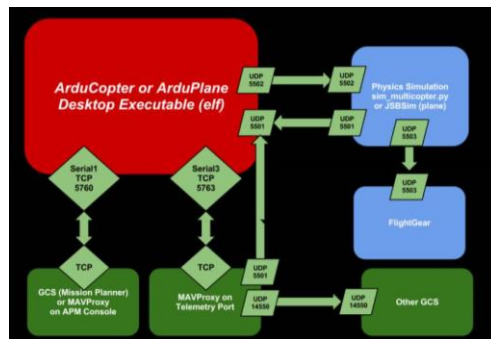 ArduCopter or ArduPlane
Desktop Executable (elf)
UDP
5502
UDP
5502
UDP
5501
UDP
5501
Physics Simulation
sim_multicopter.py
or JSBSim (plane)
UDP
5503
UDP
5503
FlightGear
Serial1
TCP
5760
Serial3
TCP
5763
TCP
TCP
GCS (Mission Planner)
or MAVProxy
on APM Console
MAVProxy on
Telemetry Port
UDP
5501
UDP
14550
UDP
14550
Other GCS